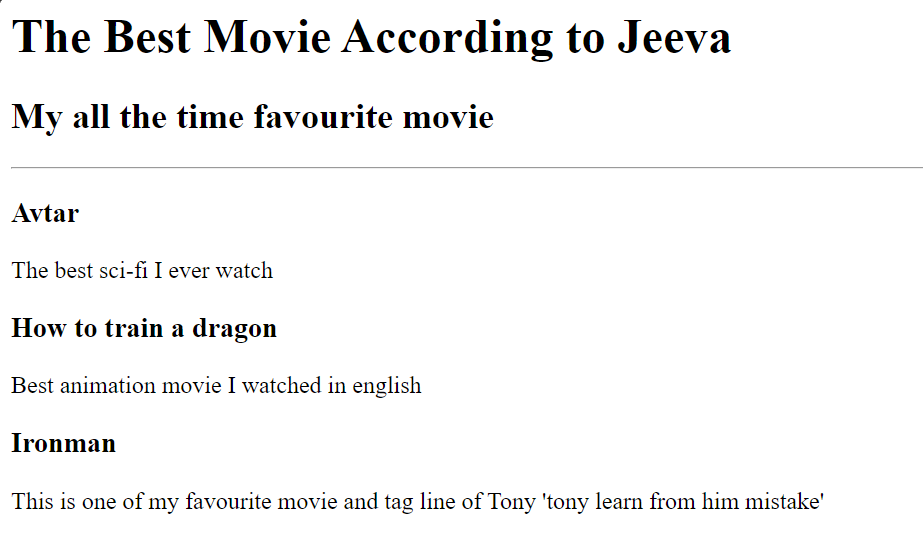 The Best Movie According to Jeeva
My all the time favourite movie
Avtar
The best sci-fi I ever watch
How to train a dragon
Best animation movie I watched in english
Ironman
This is one of my favourite movie and tag line of Tony 'tony learn from him mistake'